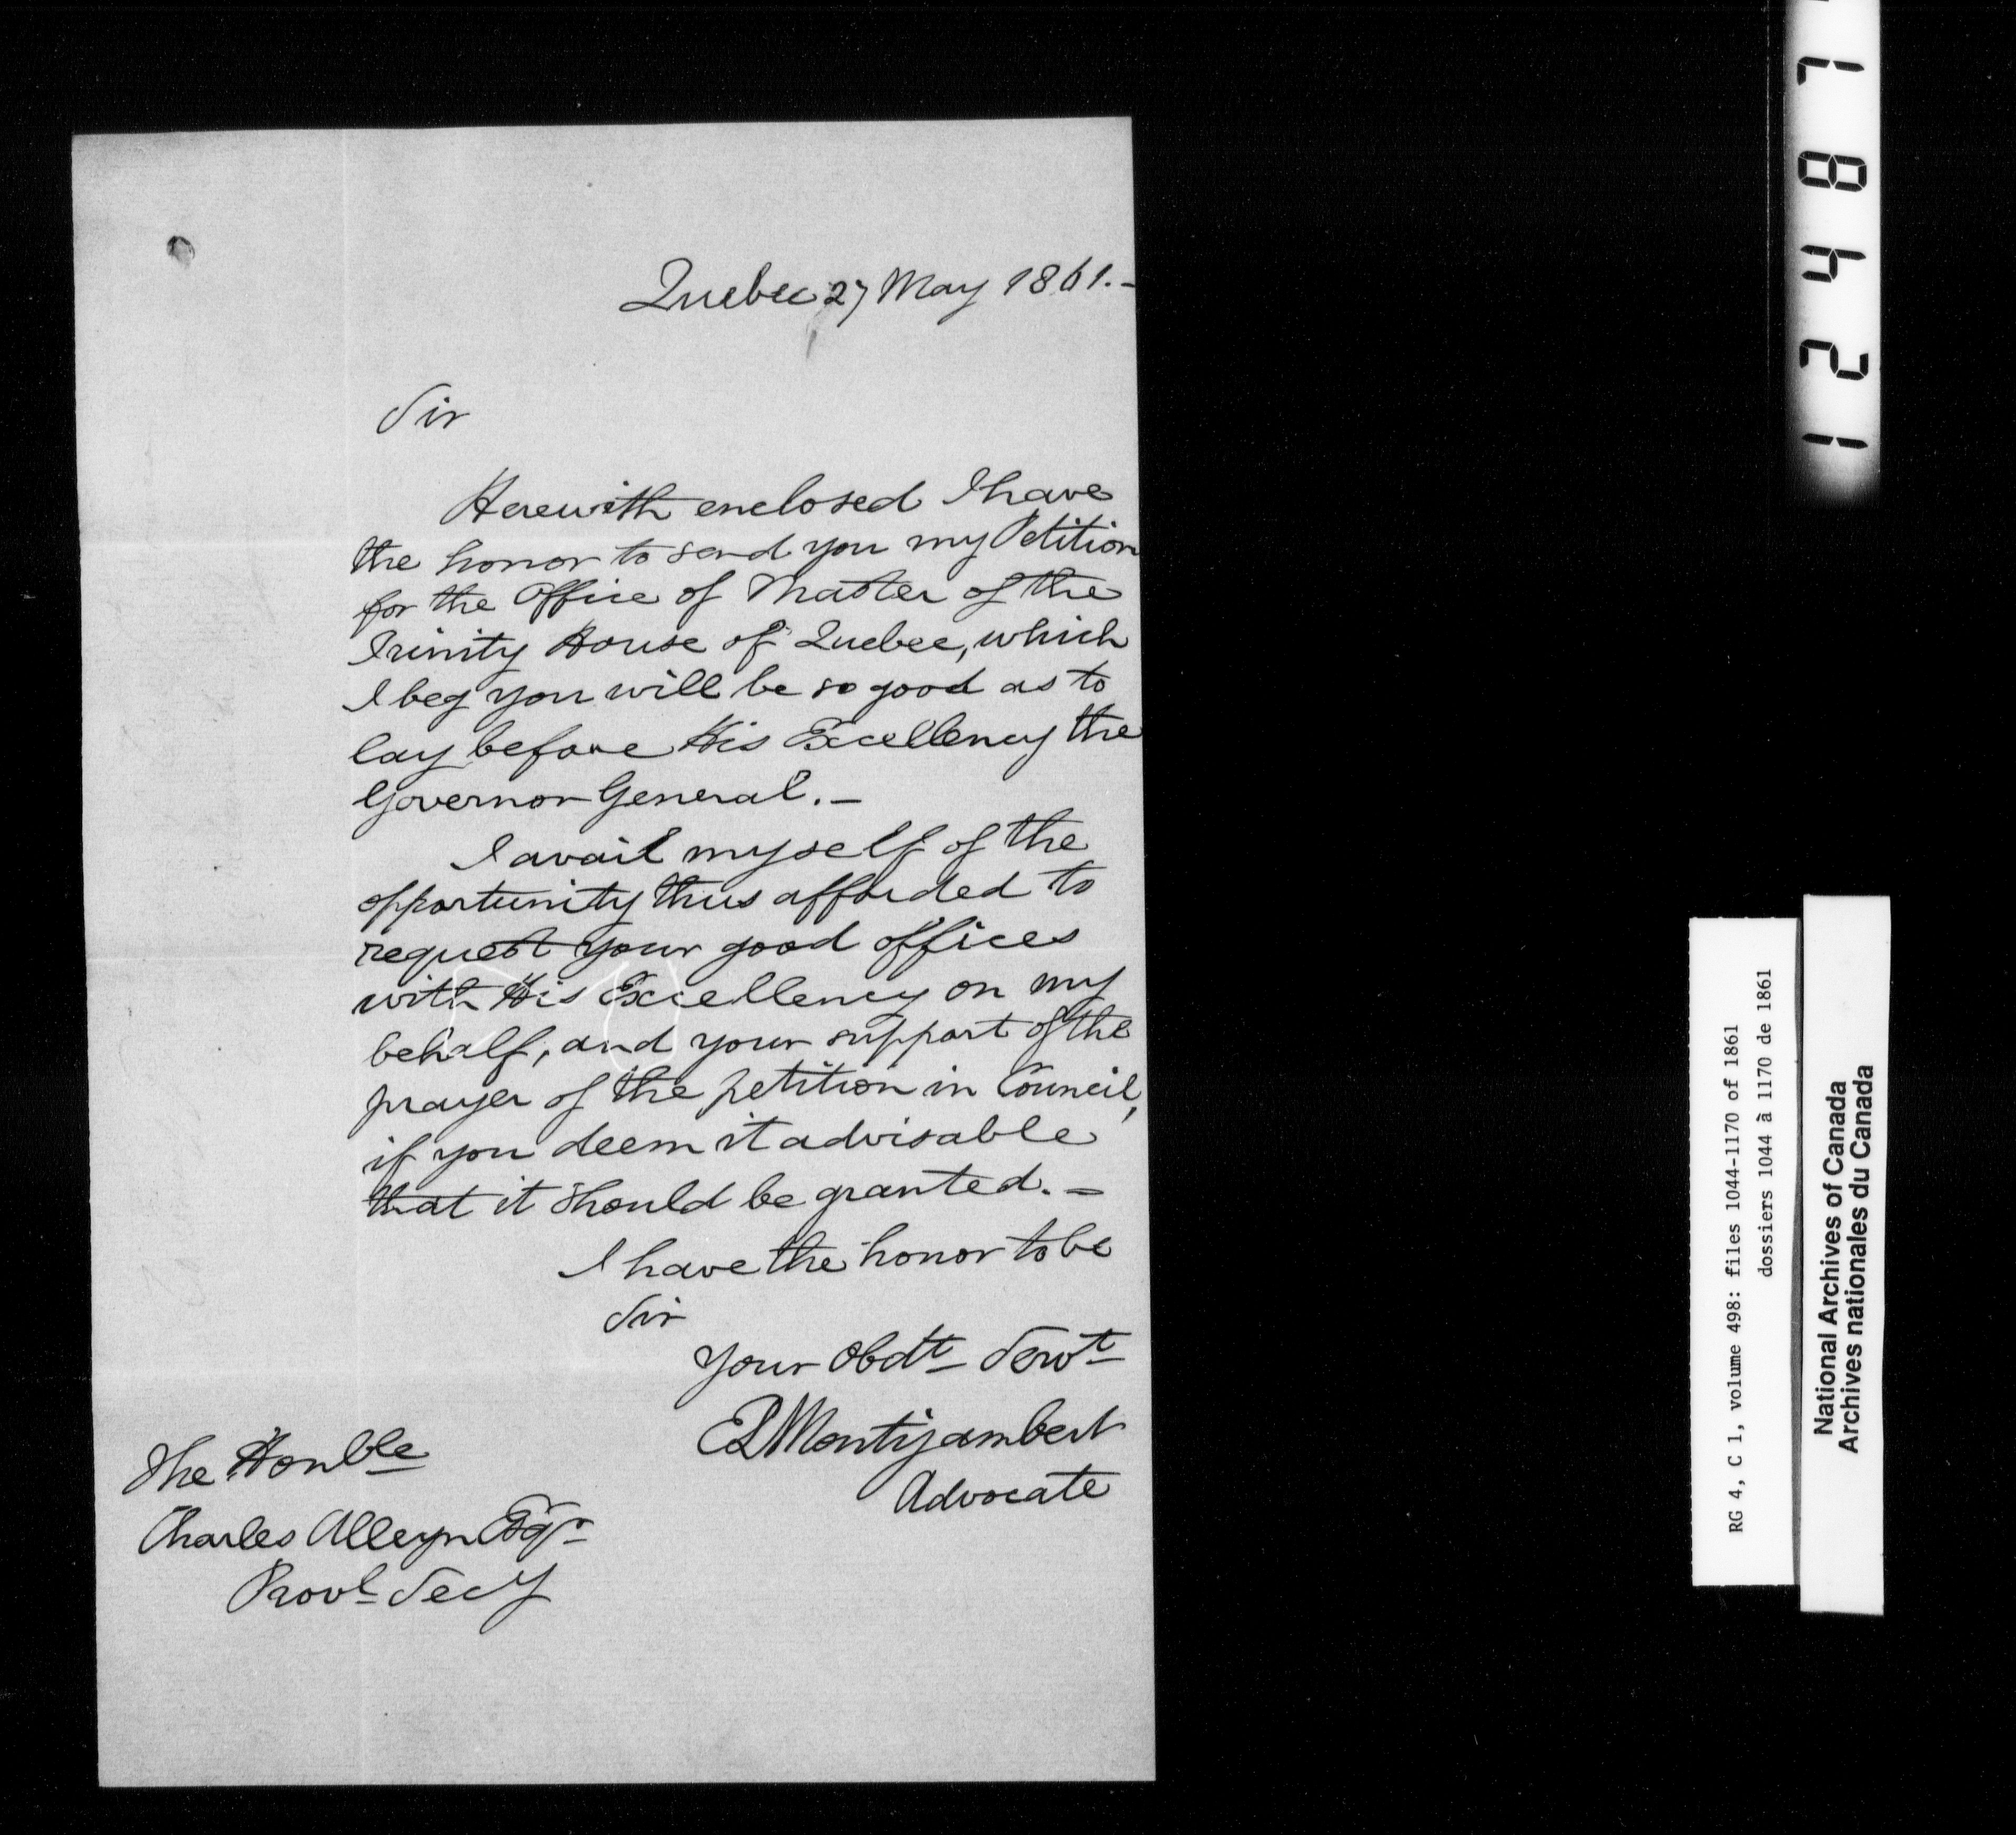 Quebec 27 May 1861.-
Sir
Herewith enclosed I have
the honor to send you my Petition
for the Office of Master of the
Trinity House of Quebec, which
I beg you will be so good as to
lay before His Excellency the
Governor General.-
I avail myself of the
opportunity thus afforded to
request your good offices
with His Excellency on my
behalf, and your support of the
prayer of the petition in Council,
if you deem it advisable
that it should be granted.-
I have the honor to be
Sir
Your Obdt Servt
EL Montizambert
Advocate
The Honble
Charles Alleyn Esqr
Provl Secy
12487
RG 4, C 1, volume 498: files 1044-1170 of 1861
dossiers 1044 à 1170 de 1861
National Archives of Canada
Archives nationales du Canada